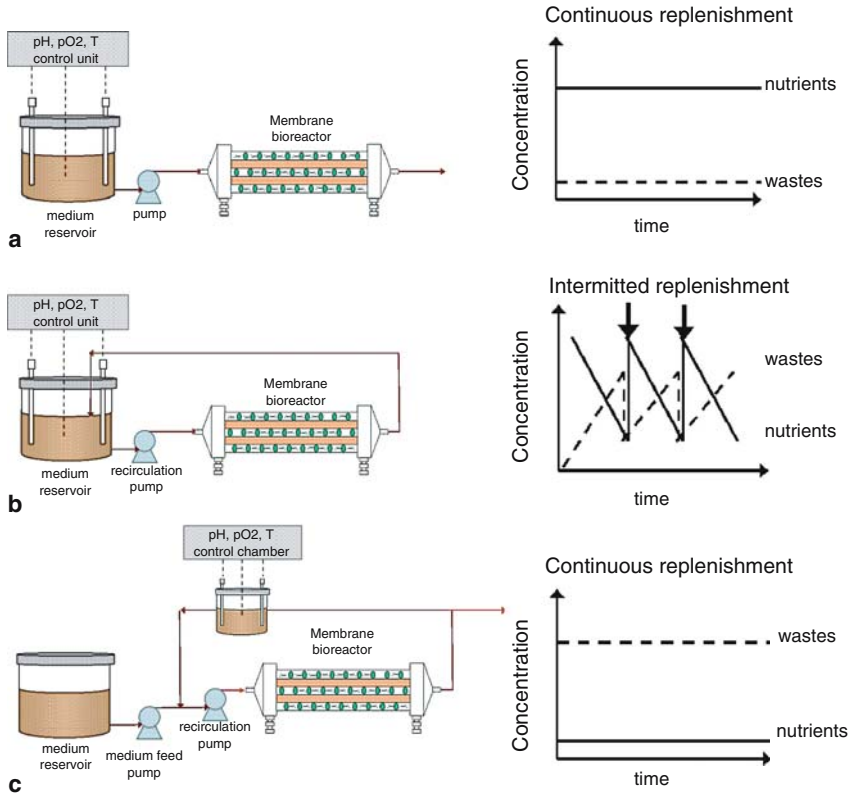 pH, pO2, T
control unit
Membrane
bioreactor
medium
reservoir
pump
a
Continuous replenishment
Concentration
nutrients
wastes
time
pH, pO2, T
control unit
Membrane
bioreactor
medium
reservoir
recirculation
pump
b
Intermitted replenishment
Concentration
wastes
nutrients
time
pH, pO2, T
control chamber
Membrane
bioreactor
medium
reservoir
medium feed
pump
recirculation
pump
c
Continuous replenishment
Concentration
wastes
nutrients
time